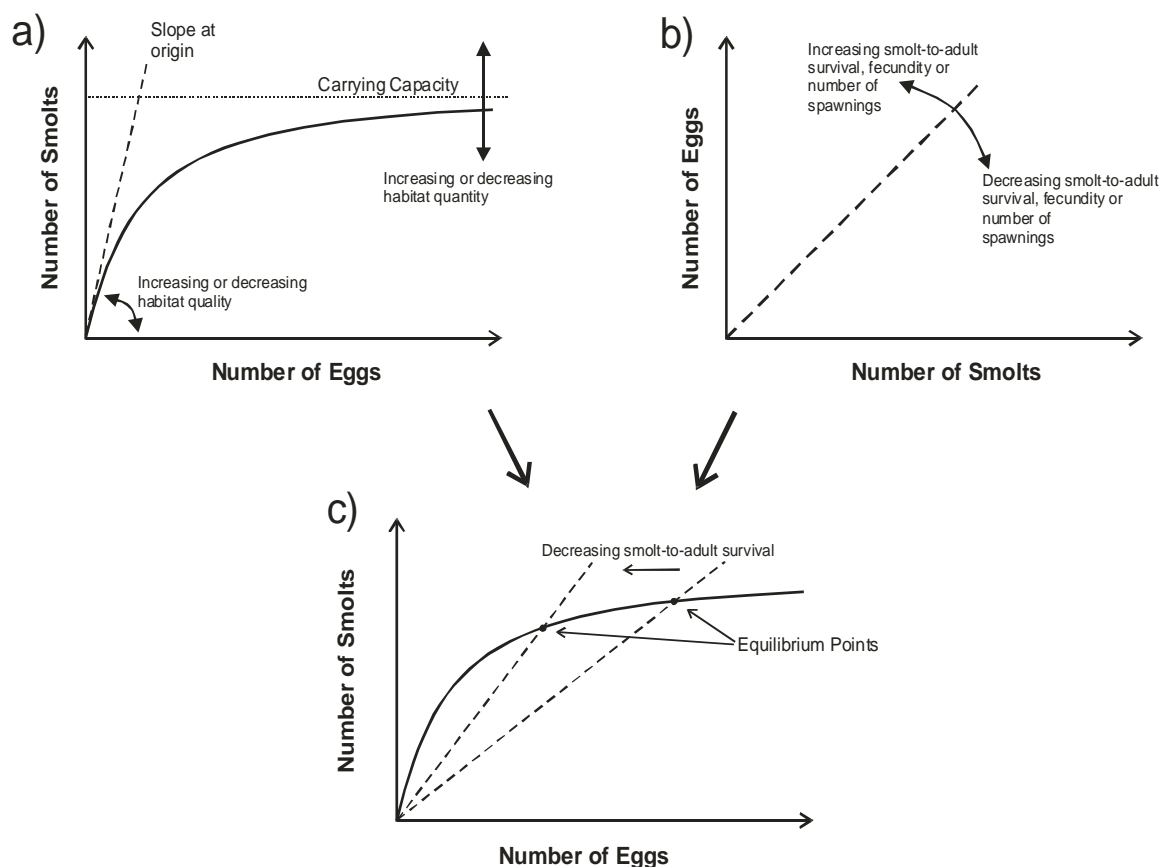 a)
Slope at
origin
Carrying Capacity
Number of Smolts
Increasing or decreasing
habitat quantity
Increasing or decreasing
habitat quality
Number of Eggs
b)
Increasing smolt-to-adult
survival, fecundity or
number of
spawnings
Number of Eggs
Decreasing smolt-to-adult
survival, fecundity or
number of
spawnings
Number of Smolts
c)
Decreasing smolt-to-adult survival
Number of Smolts
Equilibrium Points
Number of Eggs